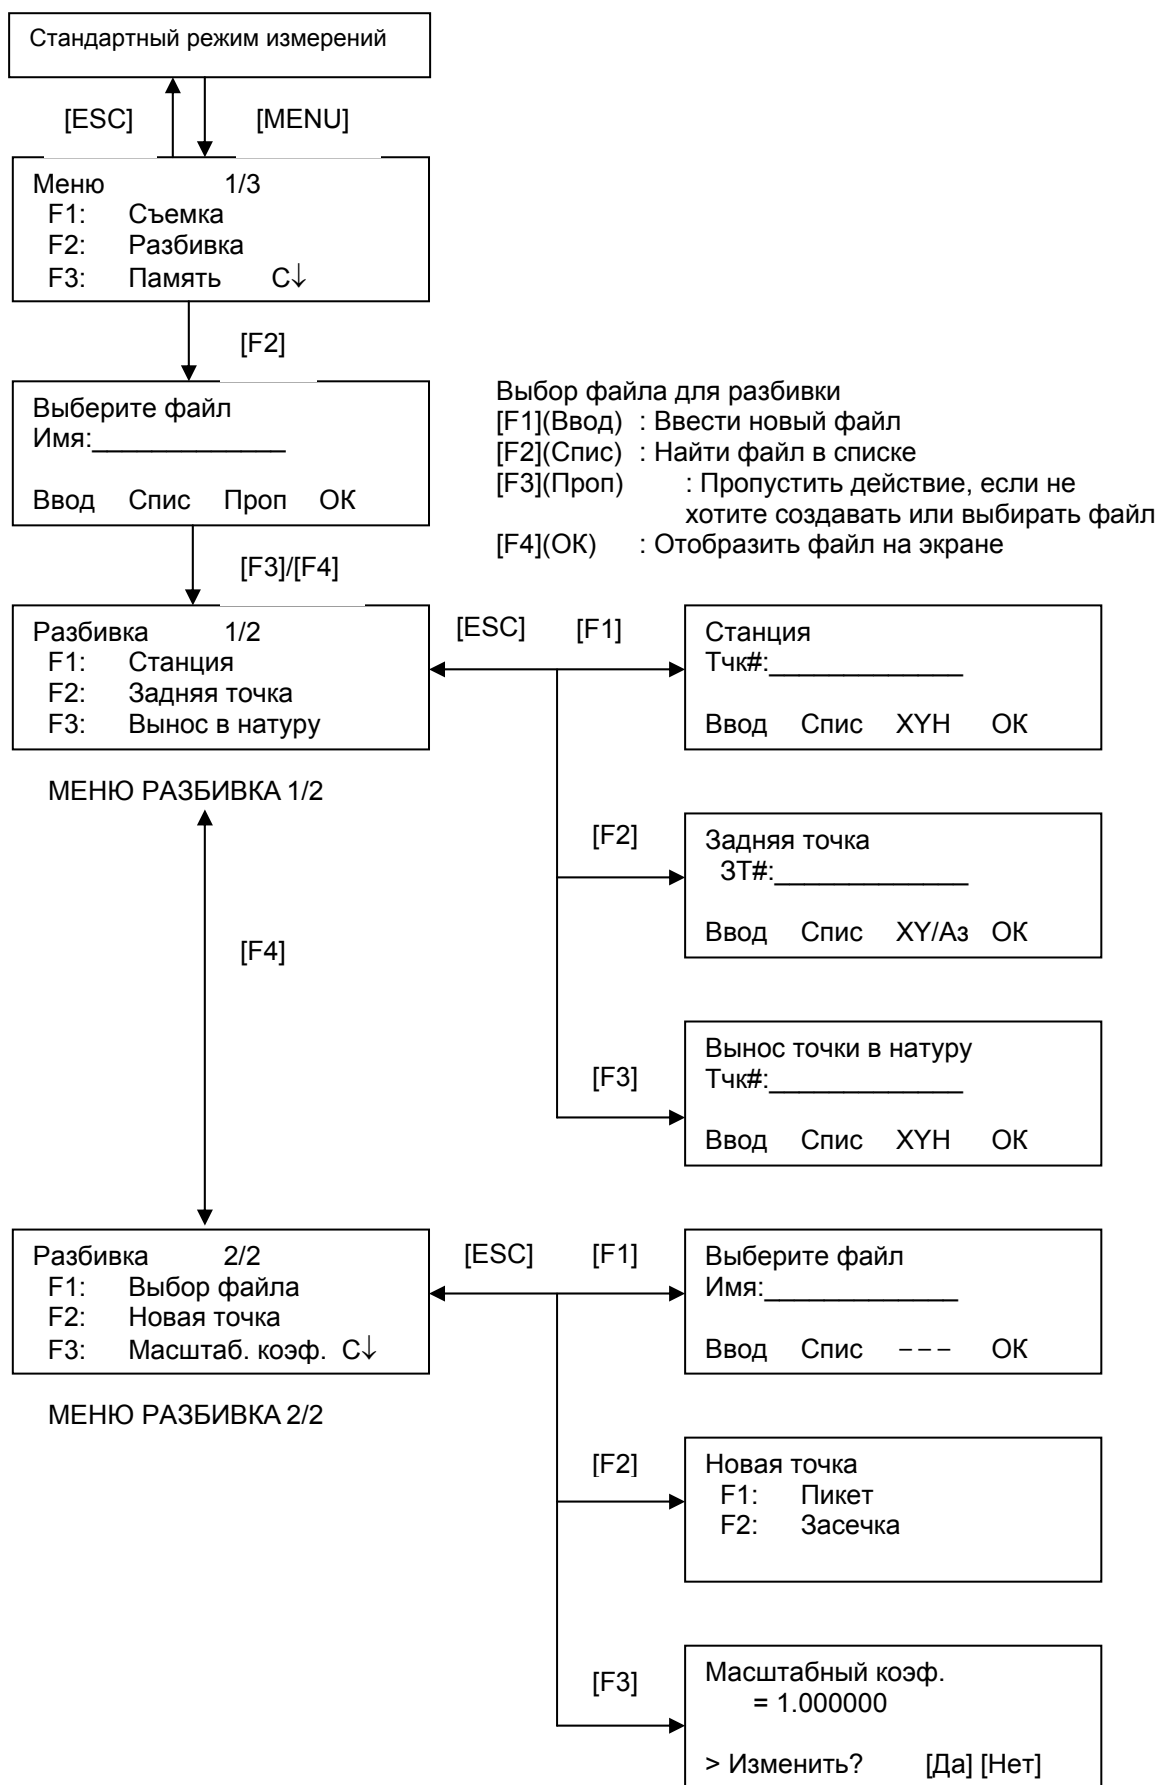 Стандартный режим измерений
[ESC] [MENU]
Меню 1/3
F1: Съемка
F2: Разбивка
F3: Память С↓
[F2]
Выберите файл
Имя:_____________
Ввод Спис Проп ОК
Выбор файла для разбивки
[F1](Ввод) : Ввести новый файл
[F2](Спис) : Найти файл в списке
[F3](Проп) : Пропустить действие, если не
хотите создавать или выбирать файл
[F4](ОК) : Отобразить файл на экране
[F3]/[F4]
Разбивка 1/2
F1: Станция
F2: Задняя точка
F3: Вынос в натуру
МЕНЮ РАЗБИВКА 1/2
[ESC] [F1]
Станция
Тчк#:_____________
Ввод Спис XYH ОК
[F2]
Задняя точка
ЗТ#:_____________
Ввод Спис XY/Аз ОК
[F4]
[F3]
Вынос точки в натуру
Тчк#:_____________
Ввод Спис XYH ОК
Разбивка 2/2
F1: Выбор файла
F2: Новая точка
F3: Масштаб. коэф. С↓
МЕНЮ РАЗБИВКА 2/2
[ESC] [F1]
Выберите файл
Имя:_____________
Ввод Спис – – – ОК
[F2]
Новая точка
F1: Пикет
F2: Засечка
[F3]
Масштабный коэф.
= 1.000000
> Изменить? [Да] [Нет]